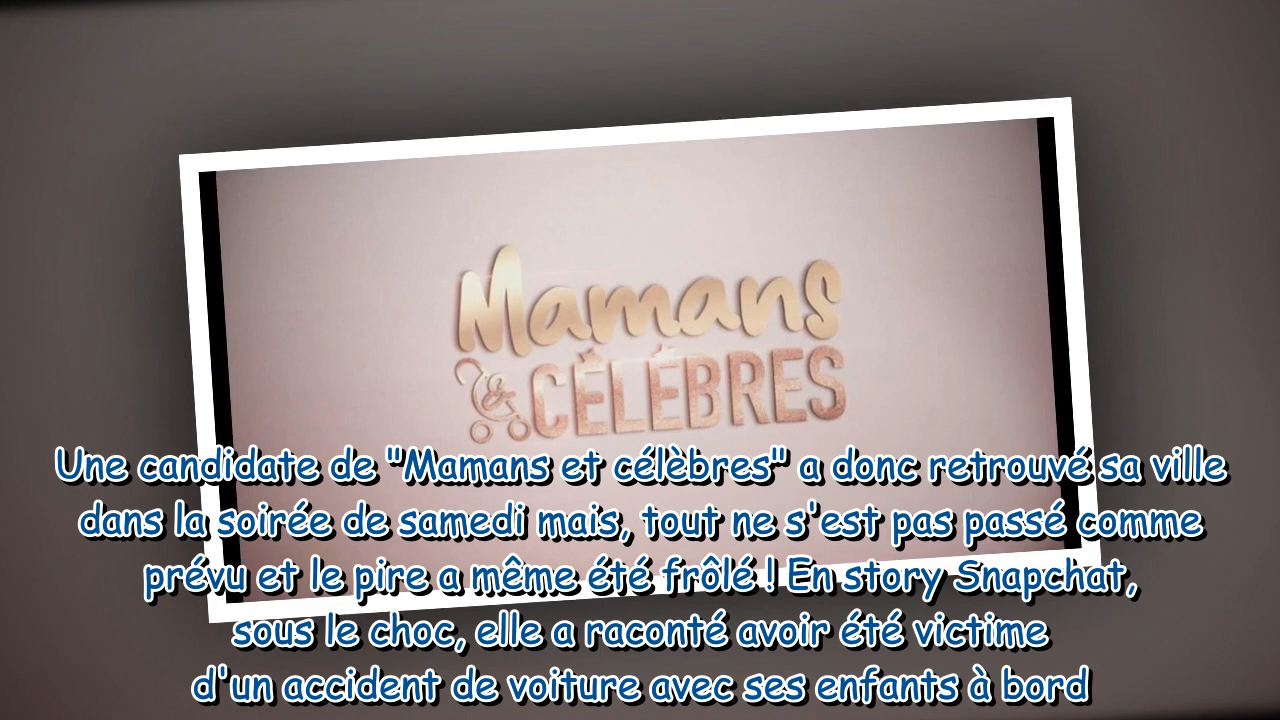 Mamans
& CÉLÈBRES
Une candidate de "Mamans et célèbres" a donc retrouvé sa ville
dans la soirée de samedi mais, tout ne s'est pas passé comme
prévu et le pire a même été frôlé ! En story Snapchat,
sous le choc, elle a raconté avoir été victime
d'un accident de voiture avec ses enfants à bord